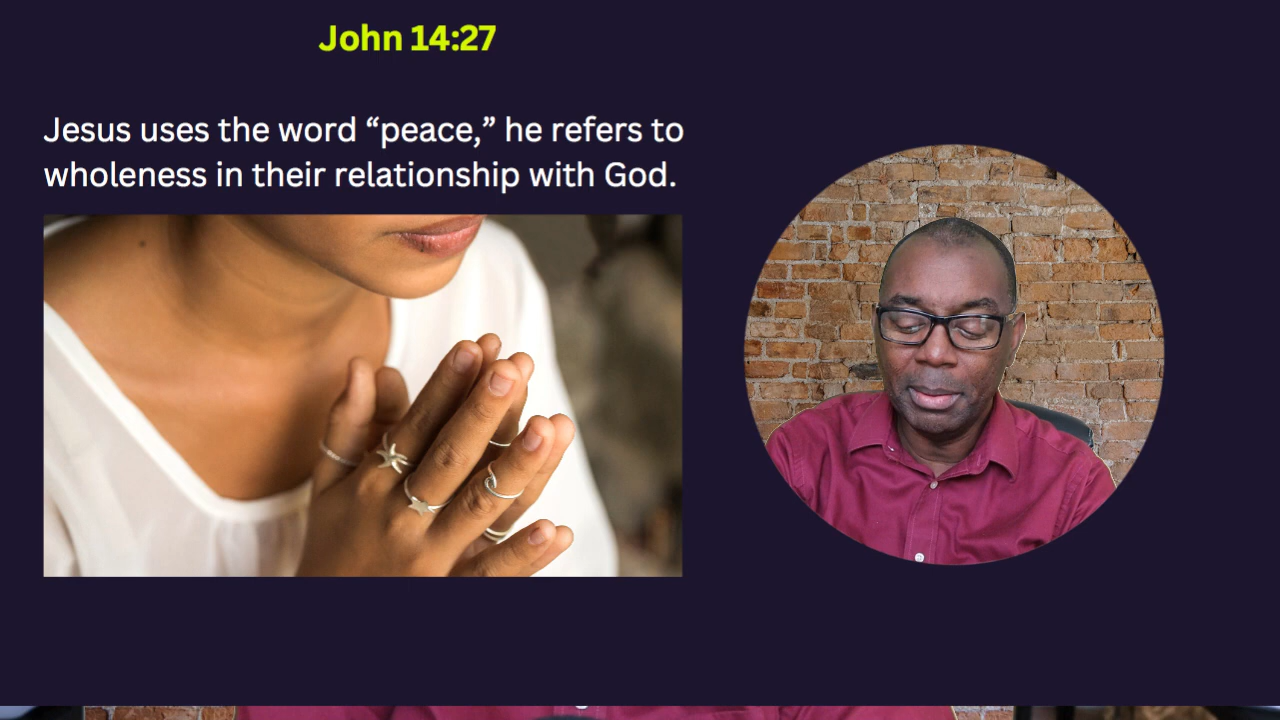 John 14:27
Jesus uses the word “peace,” he refers to
wholeness in their relationship with God.